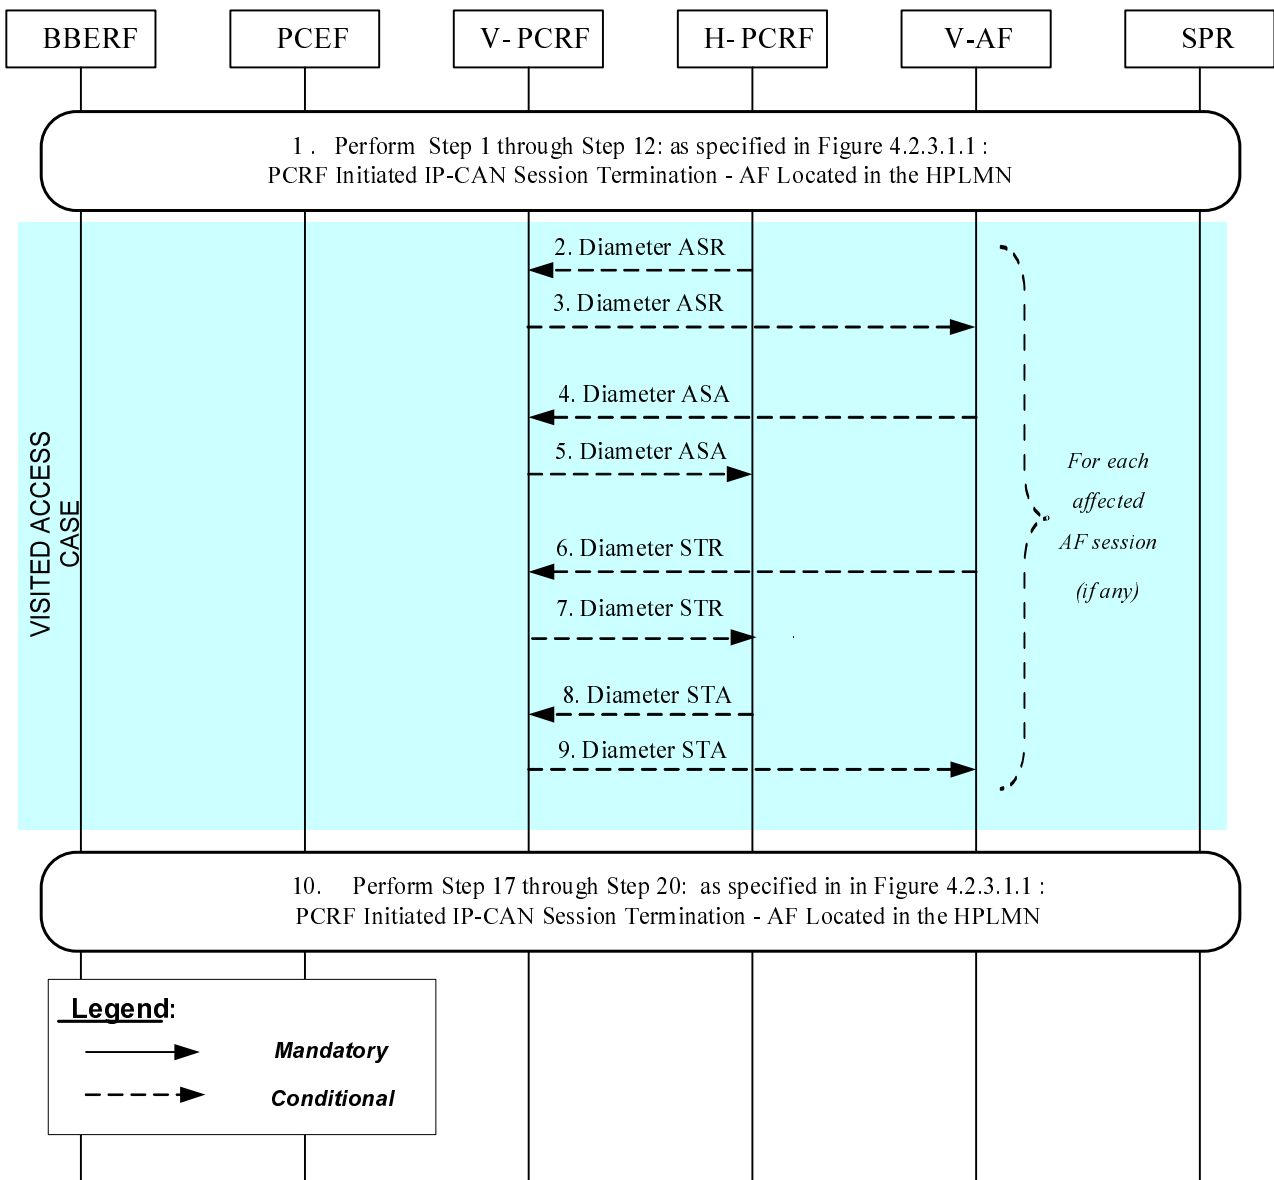 BBERF
PCEF
V- PCRF
H- PCRF
V-AF
SPR
1 . Perform Step 1 through Step 12: as specified in Figure 4.2.3.1.1 :
PCRF Initiated IP-CAN Session Termination - AF Located in the HPLMN
2. Diameter ASR
3. Diameter ASR
4. Diameter ASA
5. Diameter ASA
6. Diameter STR
7. Diameter STR
8. Diameter STA
9. Diameter STA
VISITED ACCESS
CASE
For each
affected
AF session
(if any)
10. Perform Step 17 through Step 20: as specified in in Figure 4.2.3.1.1 :
PCRF Initiated IP-CAN Session Termination - AF Located in the HPLMN
Legend:
Mandatory
Conditional